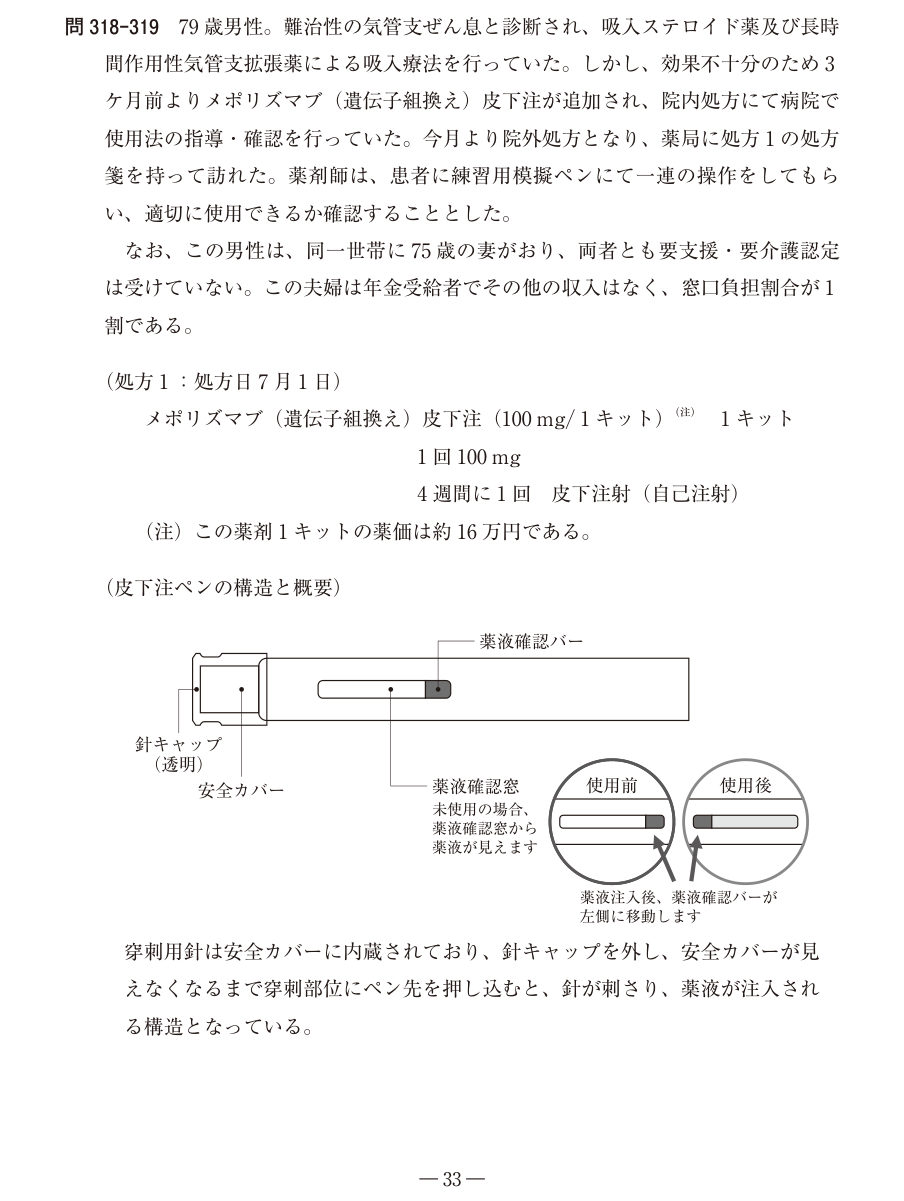 問 318-319　79 歳男性。難治性の気管支ぜん息と診断され、吸入ステロイド薬及び長時
間作用性気管支拡張薬による吸入療法を行っていた。しかし、効果不十分のため 3
ケ月前よりメポリズマブ（遺伝子組換え）皮下注が追加され、院内処方にて病院で
使用法の指導・確認を行っていた。今月より院外処方となり、薬局に処方 1 の処方
箋を持って訪れた。薬剤師は、患者に練習用模擬ペンにて一連の操作をしてもら
い、適切に使用できるか確認することとした。
なお、この男性は、同一世帯に 75 歳の妻がおり、両者とも要支援・要介護認定
は受けていない。この夫婦は年金受給者でその他の収入はなく、窓口負担割合が 1
割である。
（処方 1：処方日 7 月 1 日）
メポリズマブ（遺伝子組換え）皮下注（100 mg/ 1 キット）（注）　1 キット
1 回 100 mg
4 週間に 1 回　皮下注射（自己注射）
（注）この薬剤 1 キットの薬価は約 16 万円である。
（皮下注ペンの構造と概要）
薬液確認バー
針キャップ
（透明）
安全カバー
薬液確認窓
未使用の場合、
薬液確認窓から
薬液が見えます
使用前
使用後
薬液注入後、薬液確認バーが
左側に移動します
穿刺用針は安全カバーに内蔵されており、針キャップを外し、安全カバーが見
えなくなるまで穿刺部位にペン先を押し込むと、針が刺さり、薬液が注入され
る構造となっている。
— 33 —